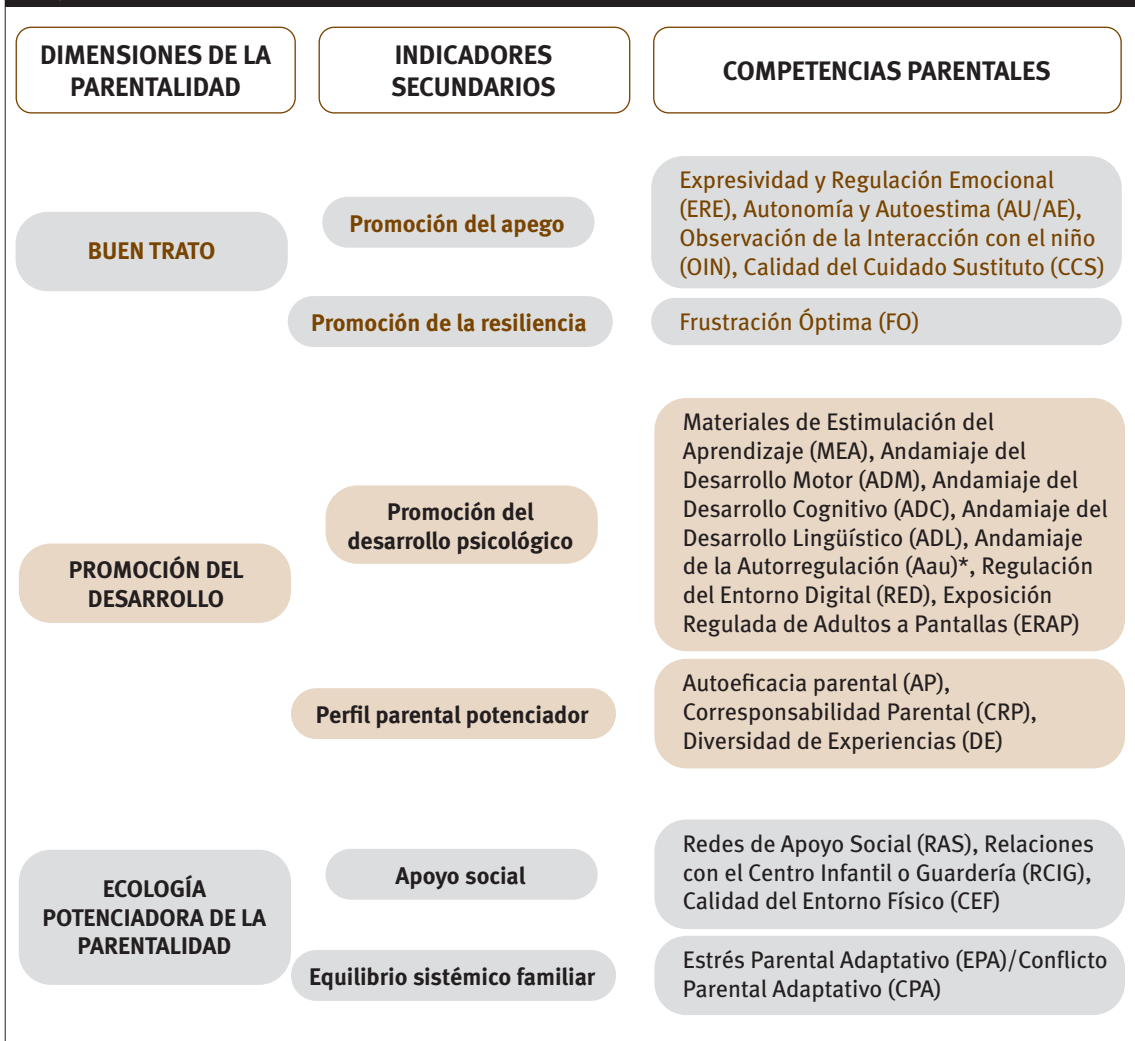 DIMENSIONES DE LA
PARENTALIDAD
INDICADORES
SECUNDARIOS
COMPETENCIAS PARENTALES
BUEN TRATO
Promoción del apego
Expresividad y Regulación Emocional
(ERE), Autonomía y Autoestima (AU/AE),
Observación de la Interacción con el niño
(OIN), Calidad del Cuidado Sustituto (CCS)
Promoción de la resiliencia
Frustración Óptima (FO)
PROMOCIÓN DEL
DESARROLLO
Promoción del
desarrollo psicológico
Materiales de Estimulación del
Aprendizaje (MEA), Andamiaje del
Desarrollo Motor (ADM), Andamiaje del
Desarrollo Cognitivo (ADC), Andamiaje del
Desarrollo Lingüístico (ADL), Andamiaje
de la Autorregulación (Aau)*, Regulación
del Entorno Digital (RED), Exposición
Regulada de Adultos a Pantallas (ERAP)
Perfil parental potenciador
Autoeficacia parental (AP),
Corresponsabilidad Parental (CRP),
Diversidad de Experiencias (DE)
ECOLOGÍA
POTENCIADORA DE LA
PARENTALIDAD
Apoyo social
Redes de Apoyo Social (RAS), Relaciones
con el Centro Infantil o Guardería (RCIG),
Calidad del Entorno Físico (CEF)
Equilibrio sistémico familiar
Estrés Parental Adaptativo (EPA)/Conflicto
Parental Adaptativo (CPA)